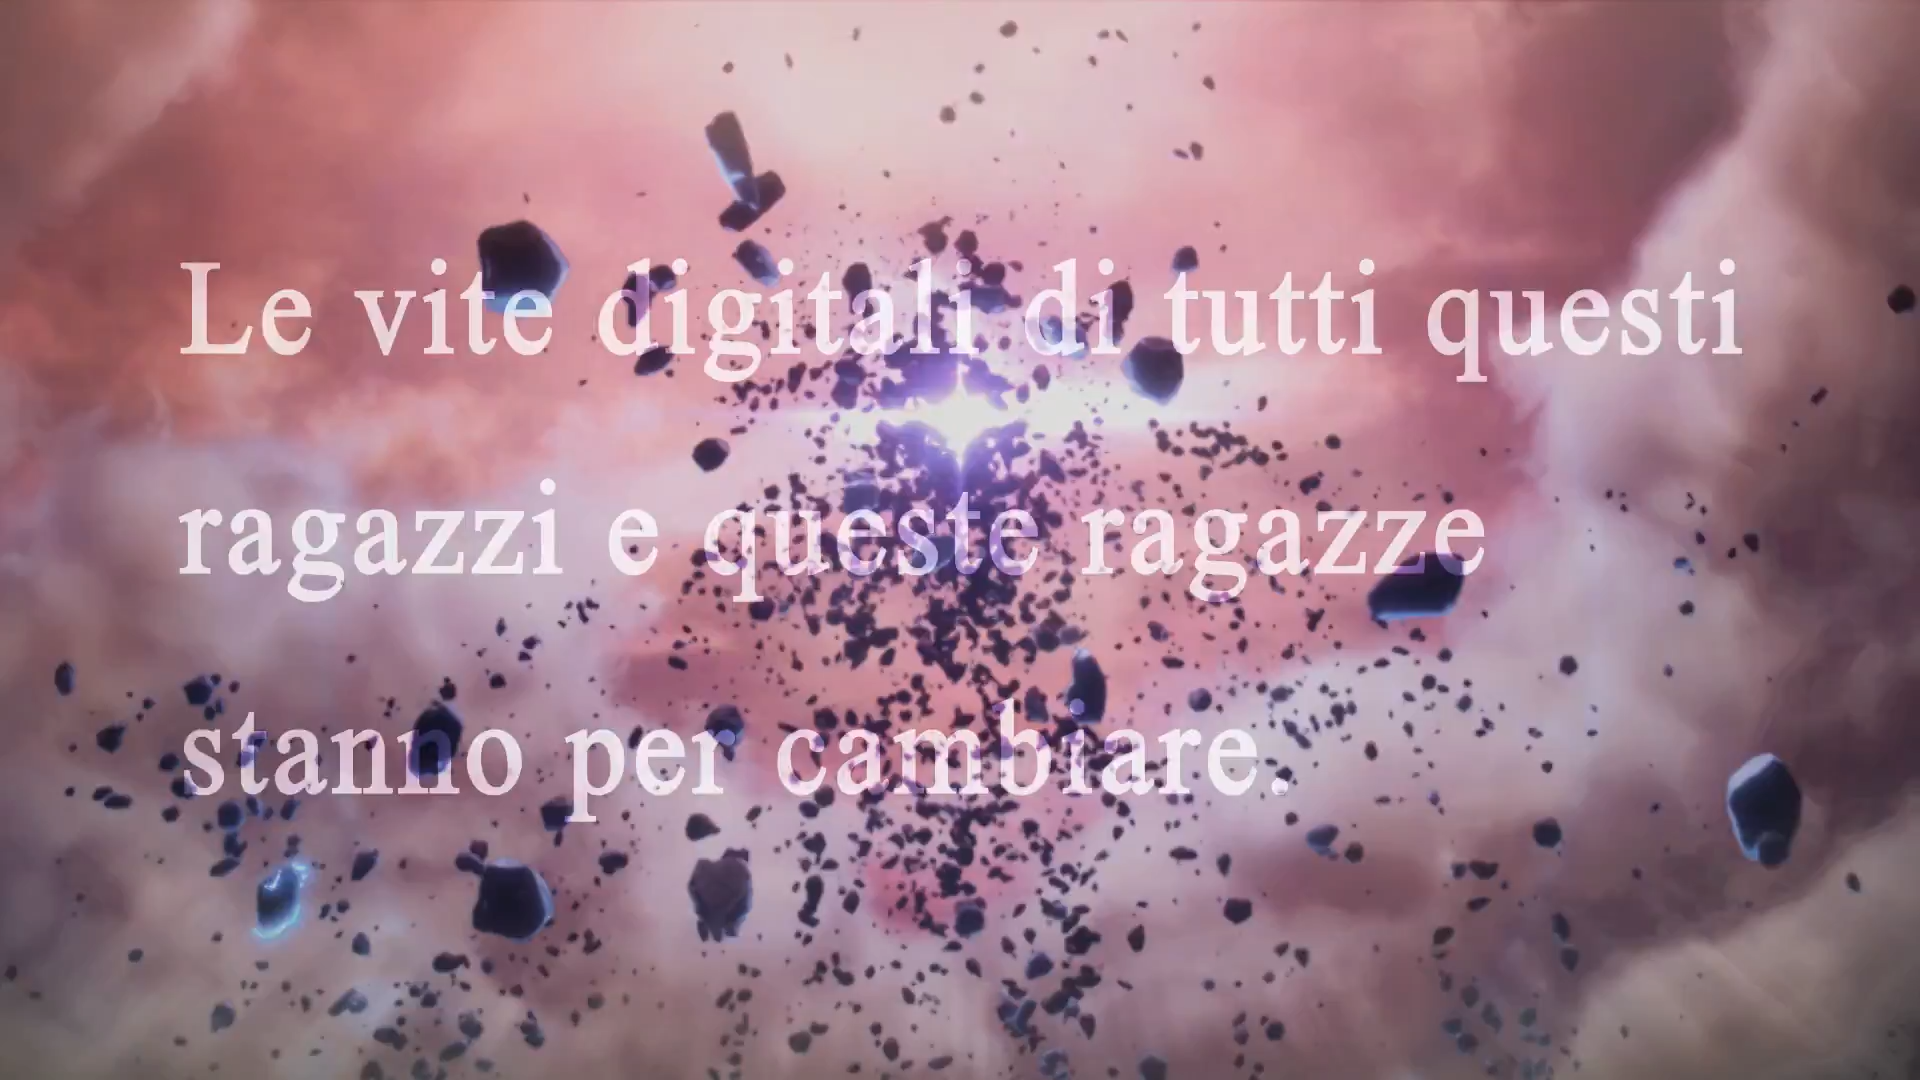 Le vite digitali di tutti questi
ragazzi e queste ragazze
stanno per cambiare.